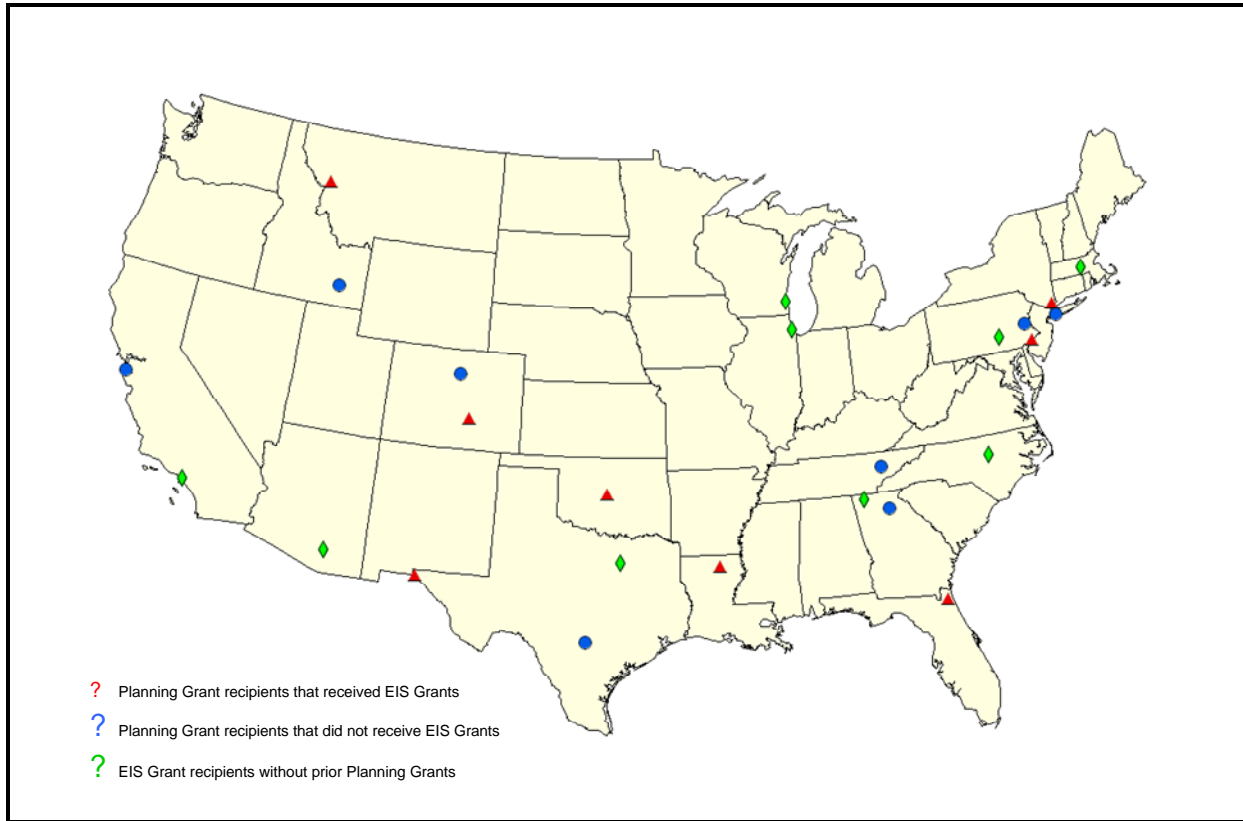 ? Planning Grant recipients that received EIS Grants
? Planning Grant recipients that did not receive EIS Grants
? EIS Grant recipients without prior Planning Grants